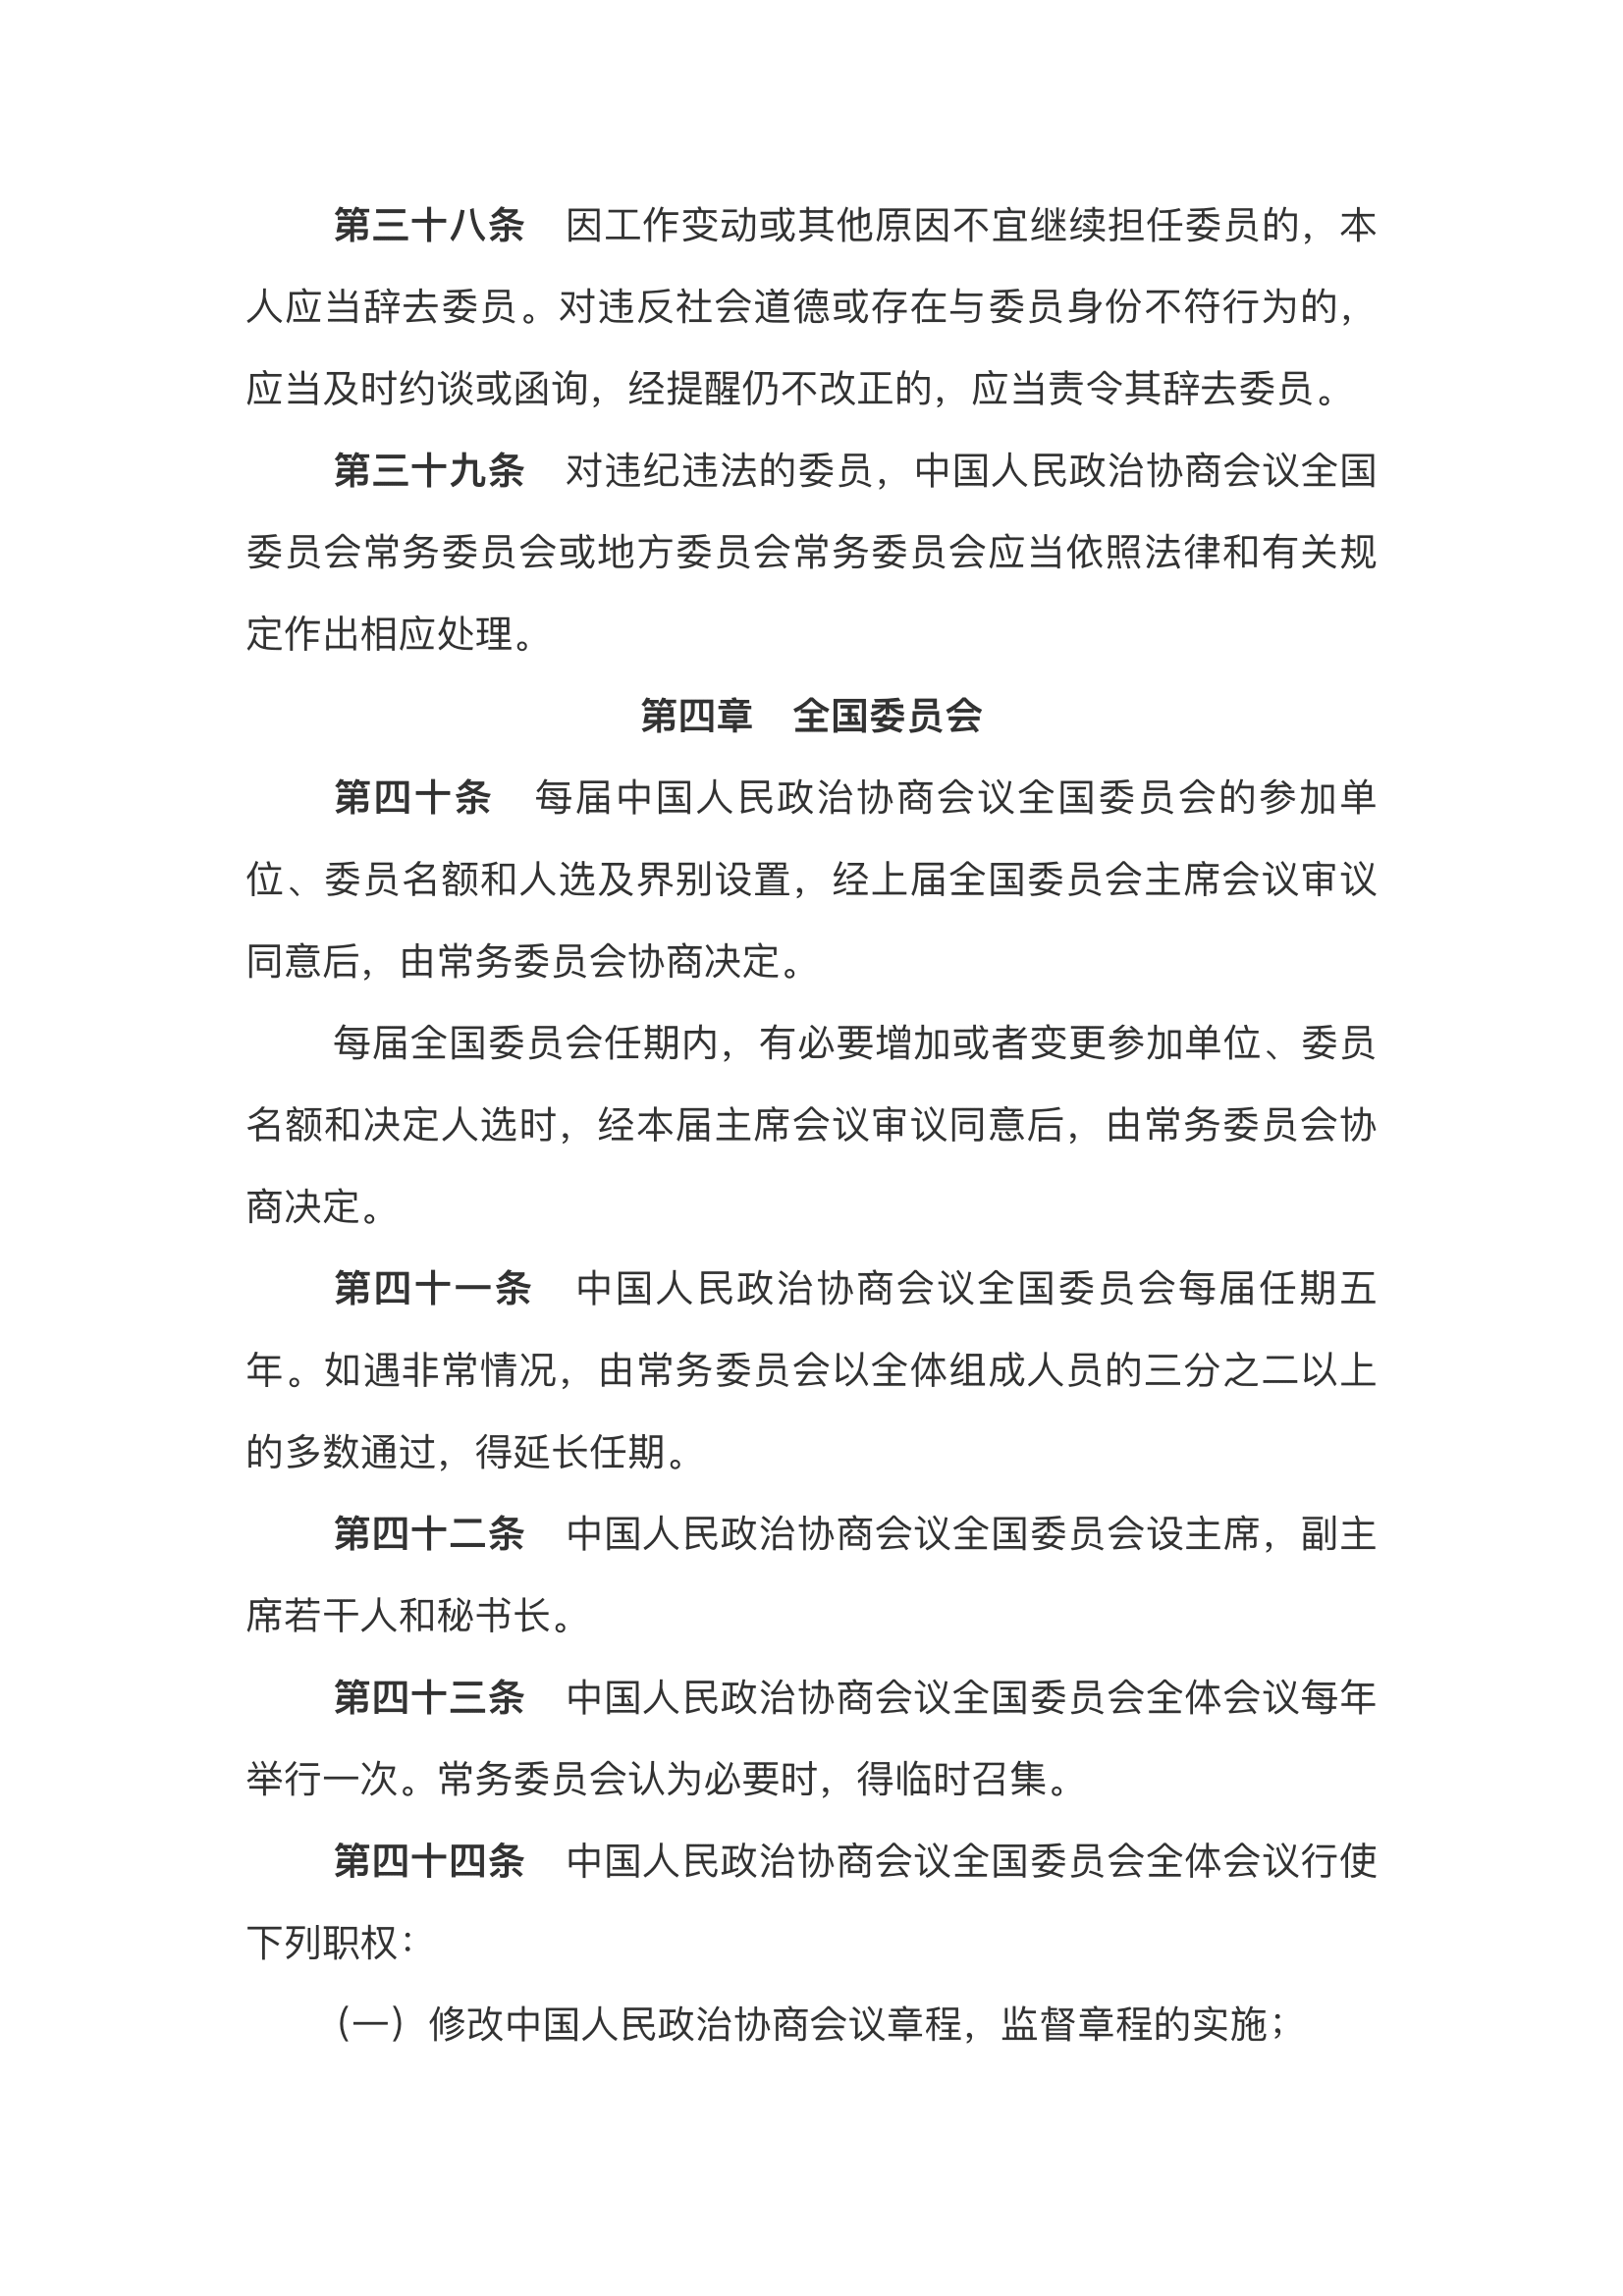 第三十八条　因工作变动或其他原因不宜继续担任委员的，本
人应当辞去委员。对违反社会道德或存在与委员身份不符行为的，
应当及时约谈或函询，经提醒仍不改正的，应当责令其辞去委员。
第三十九条　对违纪违法的委员，中国人民政治协商会议全国
委员会常务委员会或地方委员会常务委员会应当依照法律和有关规
定作出相应处理。
第四章　全国委员会
第四十条　每届中国人民政治协商会议全国委员会的参加单
位、委员名额和人选及界别设置，经上届全国委员会主席会议审议
同意后，由常务委员会协商决定。
每届全国委员会任期内，有必要增加或者变更参加单位、委员
名额和决定人选时，经本届主席会议审议同意后，由常务委员会协
商决定。
第四十一条　中国人民政治协商会议全国委员会每届任期五
年。如遇非常情况，由常务委员会以全体组成人员的三分之二以上
的多数通过，得延长任期。
第四十二条　中国人民政治协商会议全国委员会设主席，副主
席若干人和秘书长。
第四十三条　中国人民政治协商会议全国委员会全体会议每年
举行一次。常务委员会认为必要时，得临时召集。
第四十四条　中国人民政治协商会议全国委员会全体会议行使
下列职权：
（一）修改中国人民政治协商会议章程，监督章程的实施；